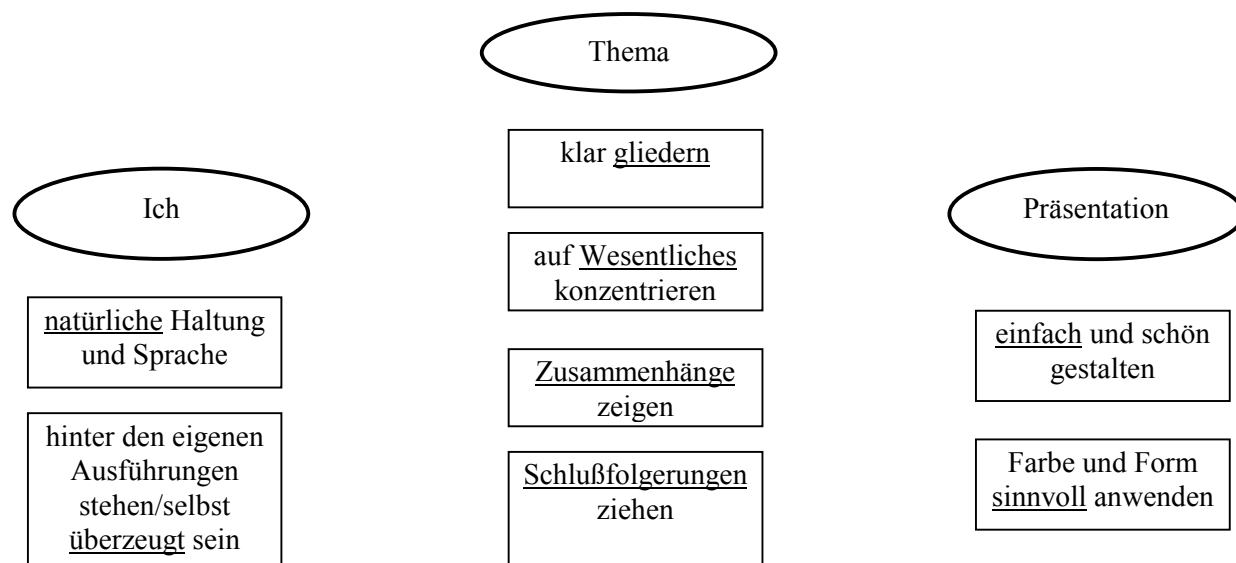 Thema
klar gliedern
auf Wesentliches
konzentrieren
Zusammenhänge
zeigen
Schlußfolgerungen
ziehen
Ich
natürliche Haltung
und Sprache
hinter den eigenen
Ausführungen
stehen/selbst
überzeugt sein
Präsentation
einfach und schön
gestalten
Farbe und Form
sinnvoll anwenden